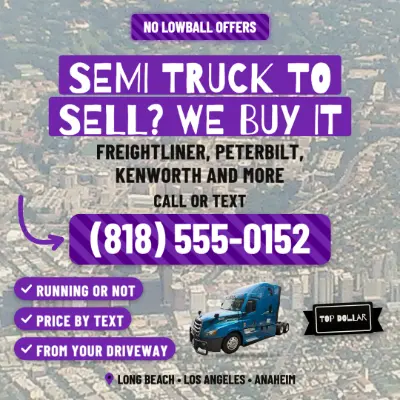 NO LOWBALL OFFERS
SEMI TRUCK TO
SELL? WE BUY IT
FREIGHTLINER, PETERBILT,
KENWORTH AND MORE
CALL OR TEXT
(818) 555-0152
✓ RUNNING OR NOT
✓ PRICE BY TEXT
✓ FROM YOUR DRIVEWAY
TOP DOLLAR
LONG BEACH • LOS ANGELES • ANAHEIM